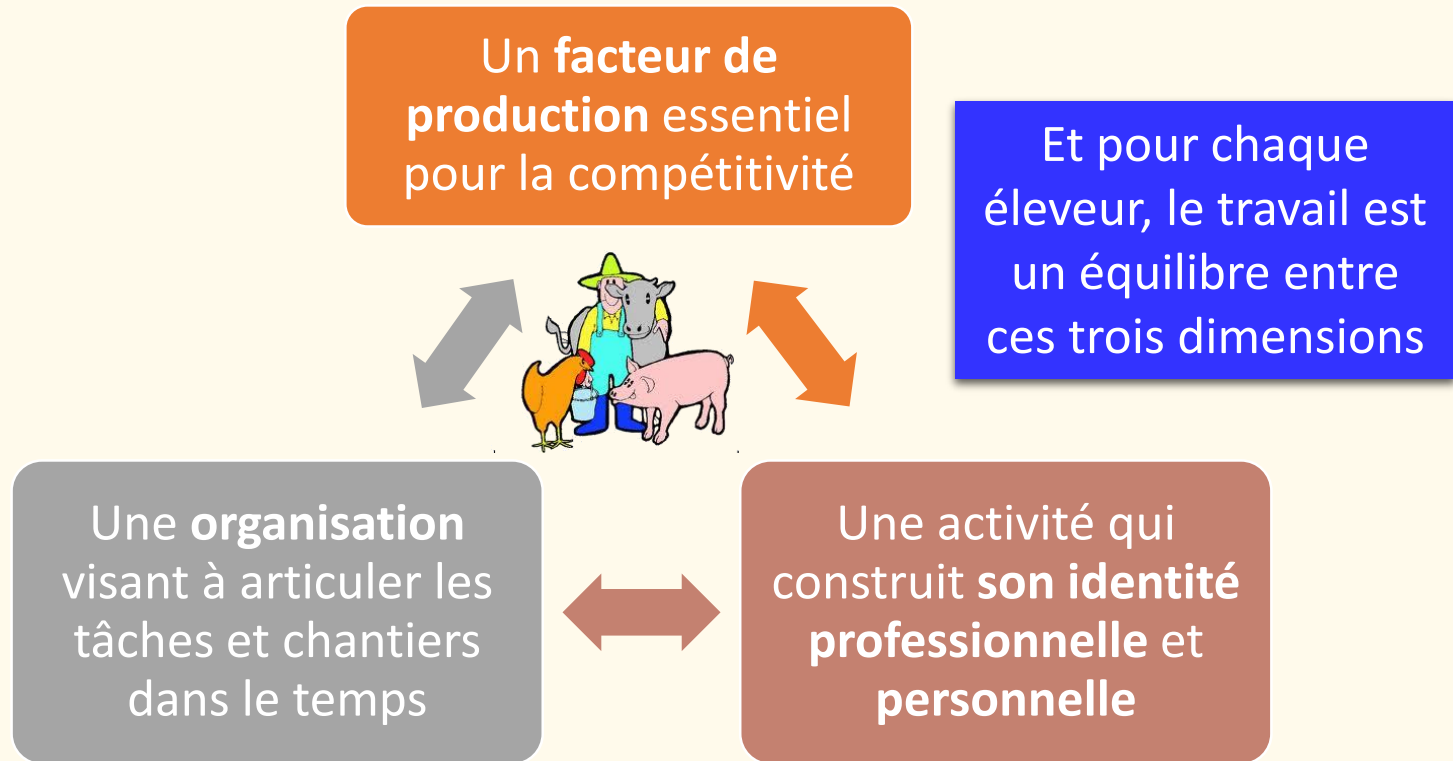 Un facteur de
production essentiel
pour la compétitivité
Et pour chaque
éleveur, le travail est
un équilibre entre
ces trois dimensions
Une organisation
visant à articuler les
tâches et chantiers
dans le temps
Une activité qui
construit son identité
professionnelle et
personnelle